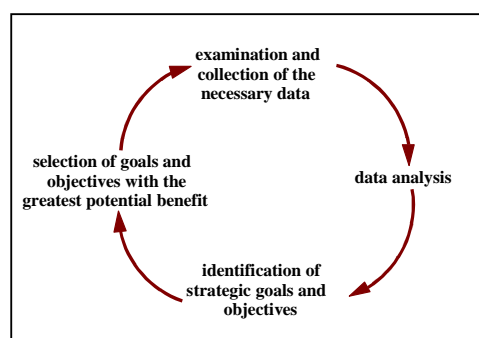 examination and
collection of the
necessary data
data analysis
identification of
strategic goals and
objectives
selection of goals and
objectives with the
greatest potential benefit